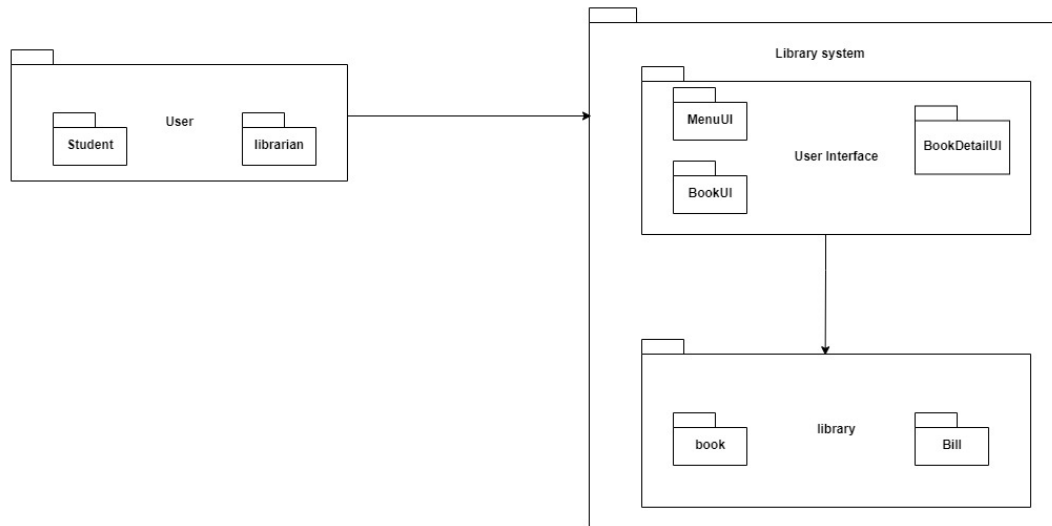 Library system
User
Student
librarian
MenuUI
BookDetailUI
User Interface
BookUI
library
book
Bill